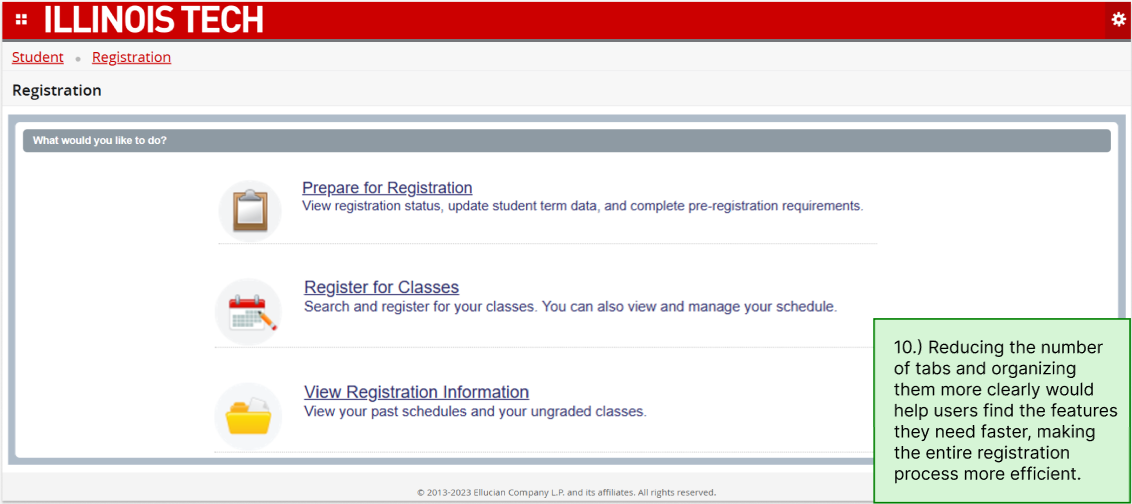 ILLINOIS TECH
Student • Registration
Registration
What would you like to do?
Prepare for Registration
View registration status, update student term data, and complete pre-registration requirements.
Register for Classes
Search and register for your classes. You can also view and manage your schedule.
View Registration Information
View your past schedules and your ungraded classes.
10.) Reducing the number
of tabs and organizing
them more clearly would
help users find the features
they need faster, making
the entire registration
process more efficient.
© 2013-2023 Ellucian Company L.P. and its affiliates. All rights reserved.